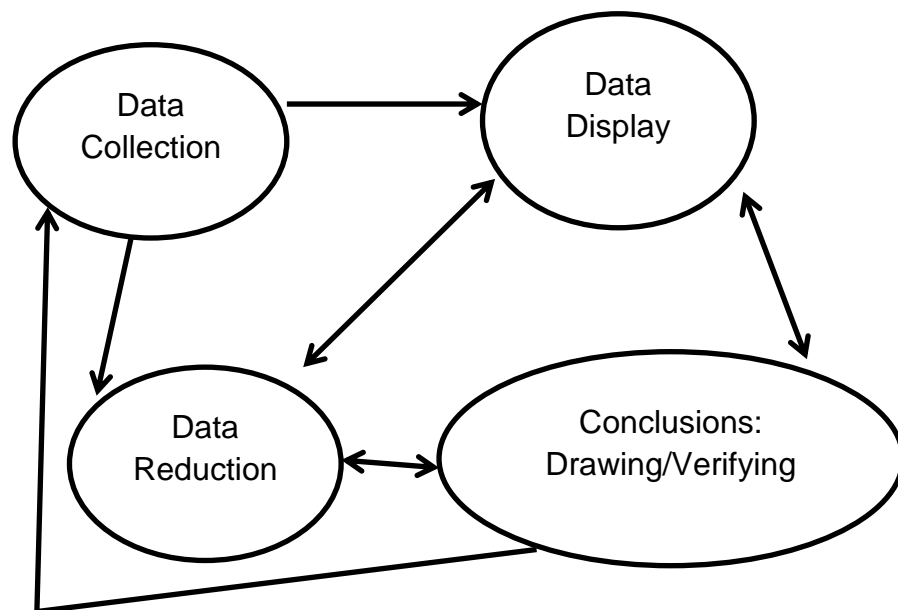 Data
Collection
Data
Display
Data
Reduction
Conclusions:
Drawing/Verifying